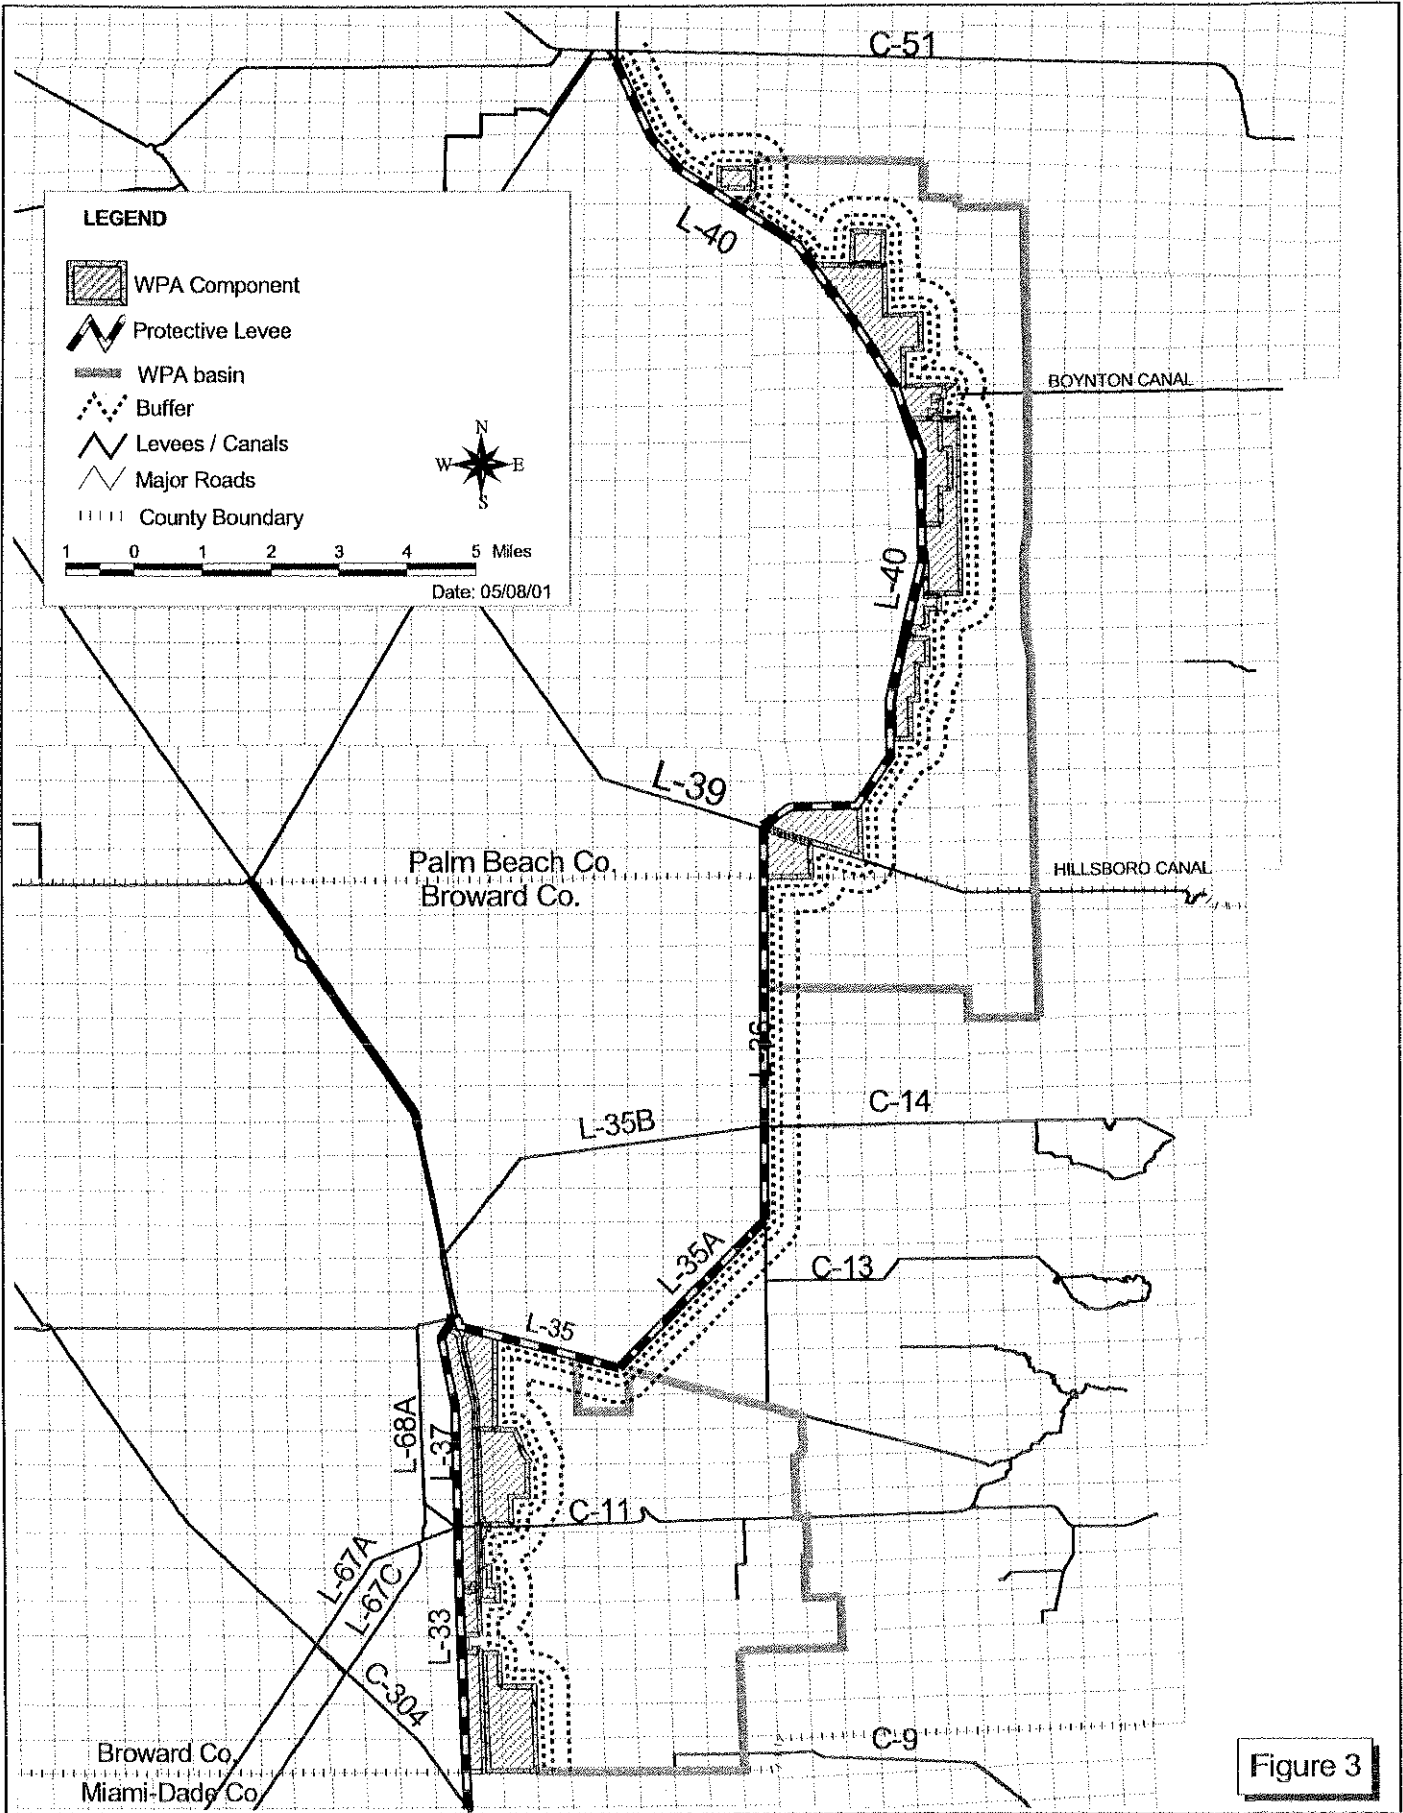 C-51
LEGEND
WPA Component
Protective Levee
WPA basin
Buffer
Levees / Canals
Major Roads
County Boundary
N
W E
S
1 0 1 2 3 4 5 Miles
Date: 05/08/01
L-40
BOYNTON CANAL
L-40
L-39
Palm Beach Co.
Broward Co.
HILLSBORO CANAL
L-36
C-14
L-35B
L-35A
C-13
L-35
L-68A
L-37
C-11
L-67A
L-67C
L-33
C-304
C-9
Broward Co.
Miami-Dade Co.
Figure 3